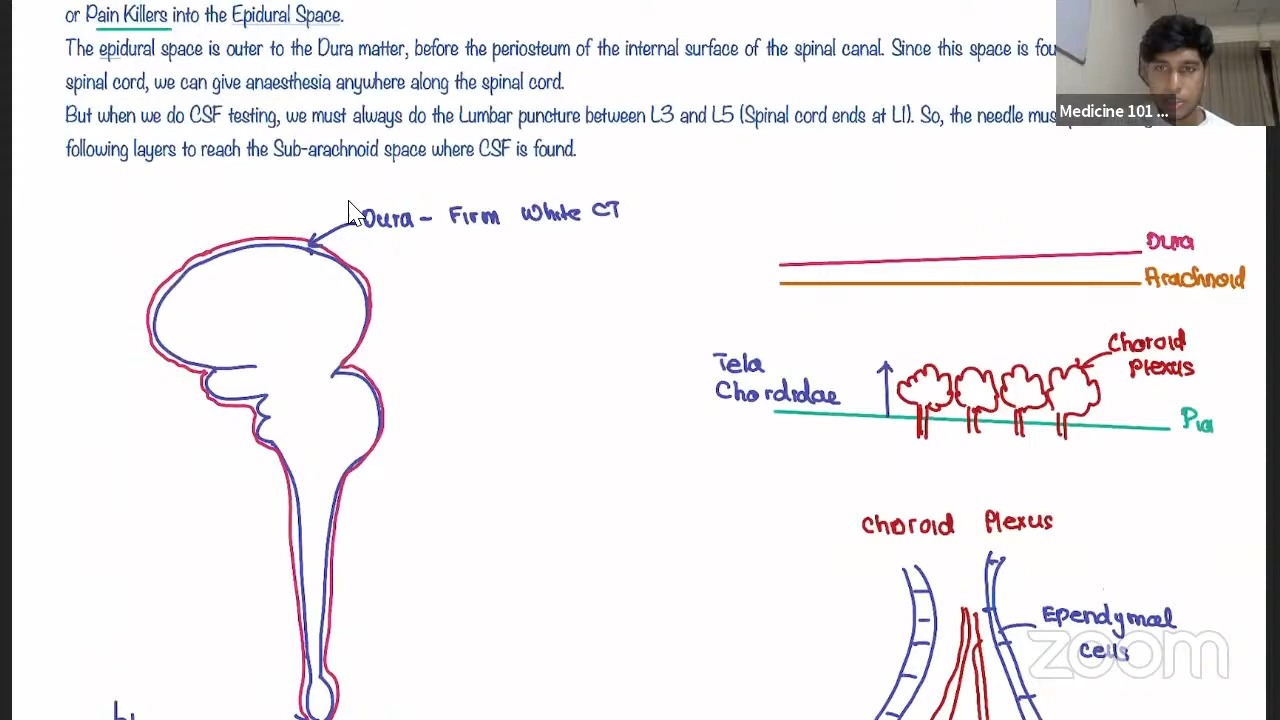 or Pain Killers into the Epidural Space.
The epidural space is outer to the Dura matter, before the periosteum of the internal surface of the spinal canal. Since this space is fou
spinal cord, we can give anaesthesia anywhere along the spinal cord.
But when we do CSF testing, we must always do the Lumbar puncture between L3 and L5 (Spinal cord ends at L1). So, the needle mus
following layers to reach the Sub-arachnoid space where CSF is found.
Medicine 101 ...
Dura - Firm White CT
Dura
Arachnoid
Choroid
Plexus
Tela
Chordidae
Pia
Choroid Plexus
Ependymal
cells
zoom